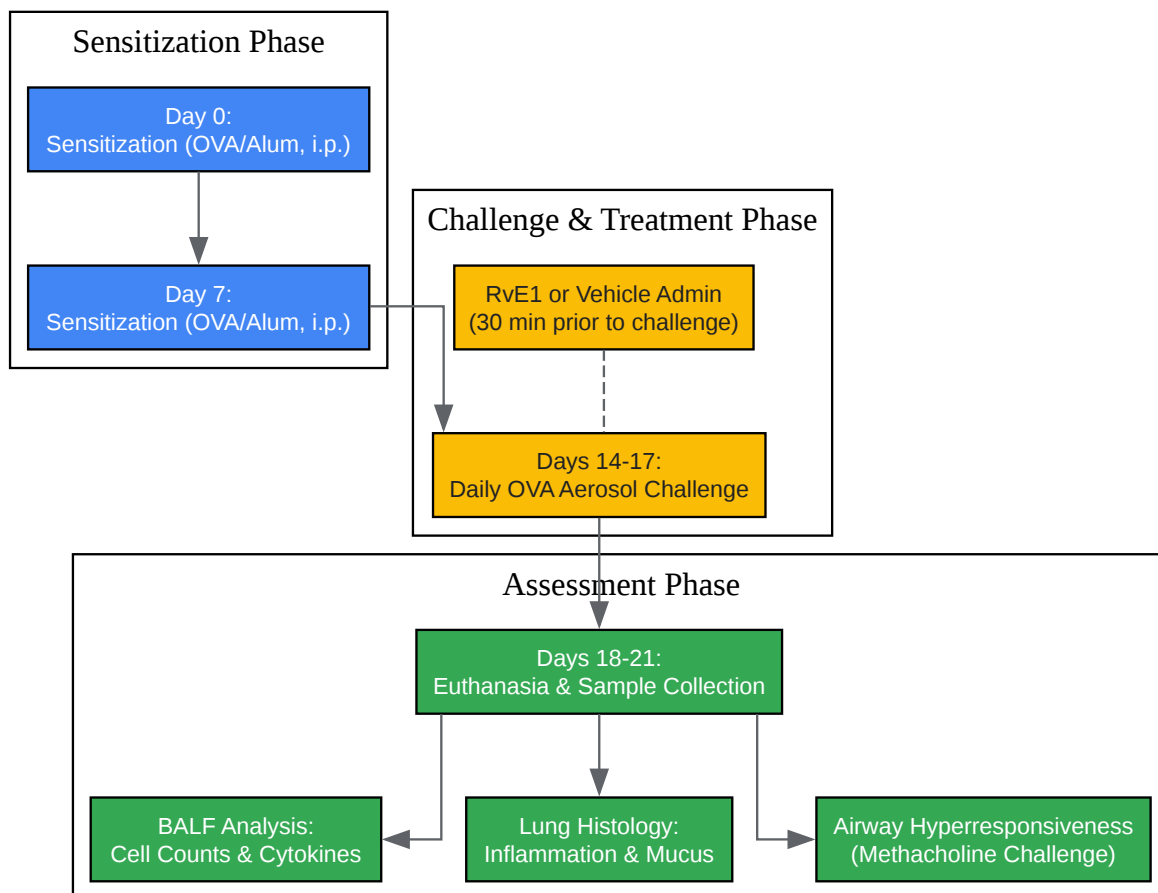 Sensitization Phase
Day 0:
Sensitization (OVA/Alum, i.p.)
Day 7:
Sensitization (OVA/Alum, i.p.)
Challenge & Treatment Phase
RvE1 or Vehicle Admin
(30 min prior to challenge)
Days 14-17:
Daily OVA Aerosol Challenge
Assessment Phase
Days 18-21:
Euthanasia & Sample Collection
BALF Analysis:
Cell Counts & Cytokines
Lung Histology:
Inflammation & Mucus
Airway Hyperresponsiveness
(Methacholine Challenge)